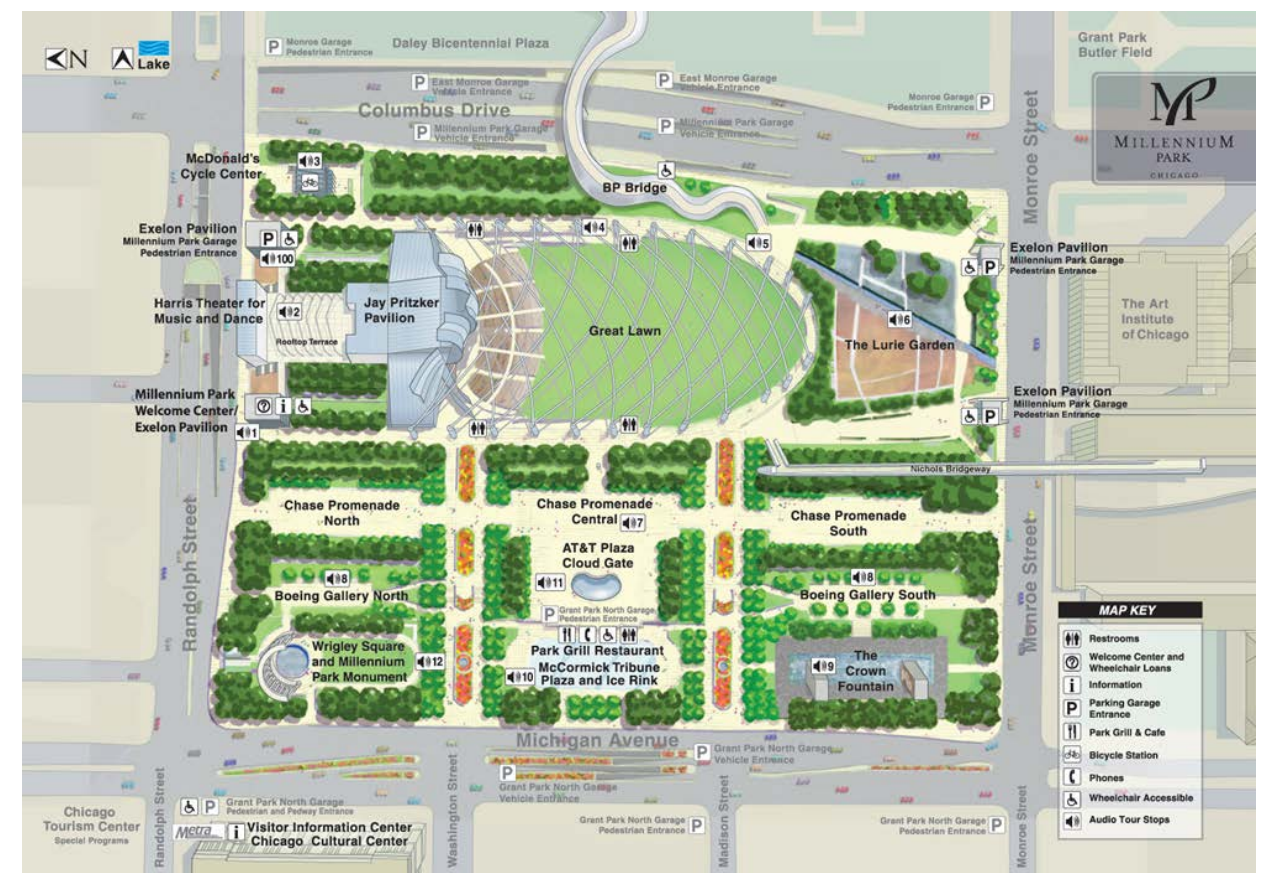 N
Lake
P Monroe Garage
Pedestrian Entrance
Daley Bicentennial Plaza
Grant Park
Butler Field
P East Monroe Garage
Vehicle Entrance
P East Monroe Garage
Vehicle Entrance
Monroe Garage P
Pedestrian Entrance
Columbus Drive
P Millennium Park Garage
Vehicle Entrance
P Millennium Park Garage
Vehicle Entrance
MILLENNIUM
PARK
CHICAGO
Monroe Street
McDonald's
Cycle Center
3
BP Bridge
Exelon Pavilion
Millennium Park Garage
Pedestrian Entrance
P
100
4
5
Exelon Pavilion
Millennium Park Garage
Pedestrian Entrance
P
Harris Theater for
Music and Dance
2
Rooftop Terrace
Jay Pritzker
Pavilion
Great Lawn
6
The Lurie Garden
The Art
Institute
of Chicago
Millennium Park
Welcome Center/
Exelon Pavilion
? i
1
Exelon Pavilion
Millennium Park Garage
Pedestrian Entrance
P
Nichols Bridgeway
Chase Promenade
North
Chase Promenade
Central 7
Chase Promenade
South
Randolph Street
Monroe Street
AT&T Plaza
Cloud Gate
11
8
Boeing Gallery North
8
Boeing Gallery South
P Grant Park North Garage
Pedestrian Entrance
Park Grill Restaurant
McCormick Tribune
Plaza and Ice Rink
10
Wrigley Square
and Millennium
Park Monument
12
9
The
Crown
Fountain
Michigan Avenue
P Grant Park North Garage
Vehicle Entrance
P
Grant Park North Garage
Vehicle Entrance
MAP KEY
Restrooms
? Welcome Center and
Wheelchair Loans
i Information
P Parking Garage
Entrance
Park Grill & Cafe
Bicycle Station
Phones
Wheelchair Accessible
Audio Tour Stops
Chicago
Tourism Center
Special Programs
Randolph Street
P Grant Park North Garage
Pedestrian and Pedway Entrance
Metra
i Visitor Information Center
Chicago Cultural Center
Washington Street
Grant Park North Garage
Pedestrian Entrance P
Madison Street
Grant Park North Garage
Pedestrian Entrance P
Monroe Street